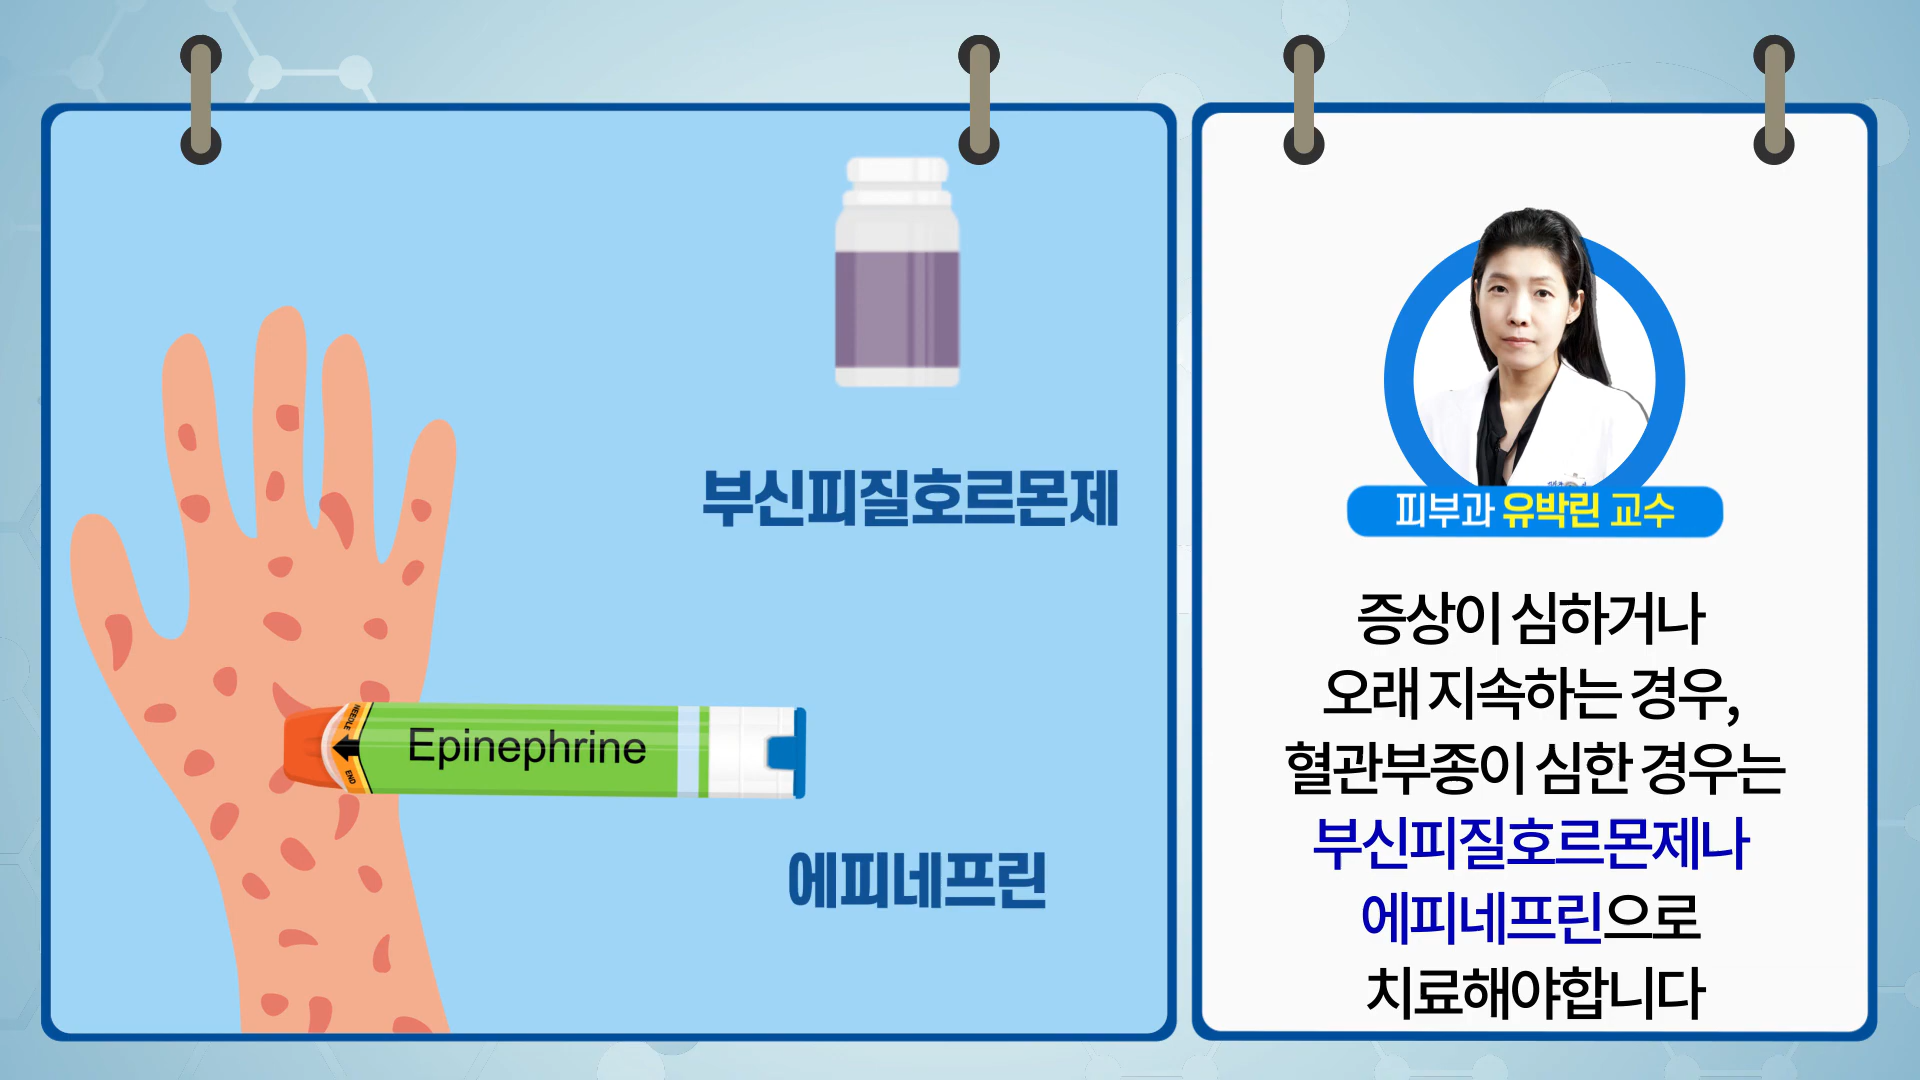 부신피질호르몬제
NEEDLE
END
Epinephrine
에피네프린
피부과 유박린 교수
증상이 심하거나
오래 지속하는 경우,
혈관부종이 심한 경우는
부신피질호르몬제나
에피네프린으로
치료해야합니다